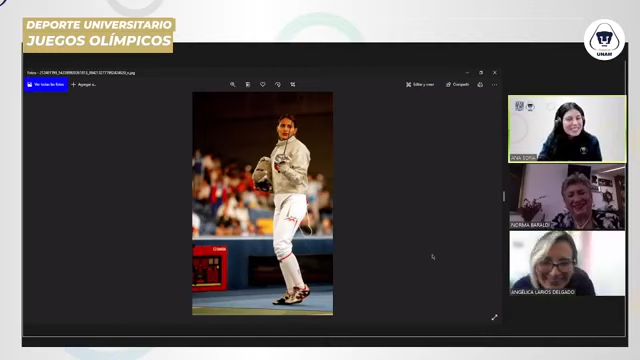 DEPORTE UNIVERSITARIO
JUEGOS OLÍMPICOS
UNAM
Ver todas las fotos
Agregar a...
Editar y crear
Compartir
ANA SOFIA
NORMA BARALDI
ANGÉLICA LARIOS DELGADO